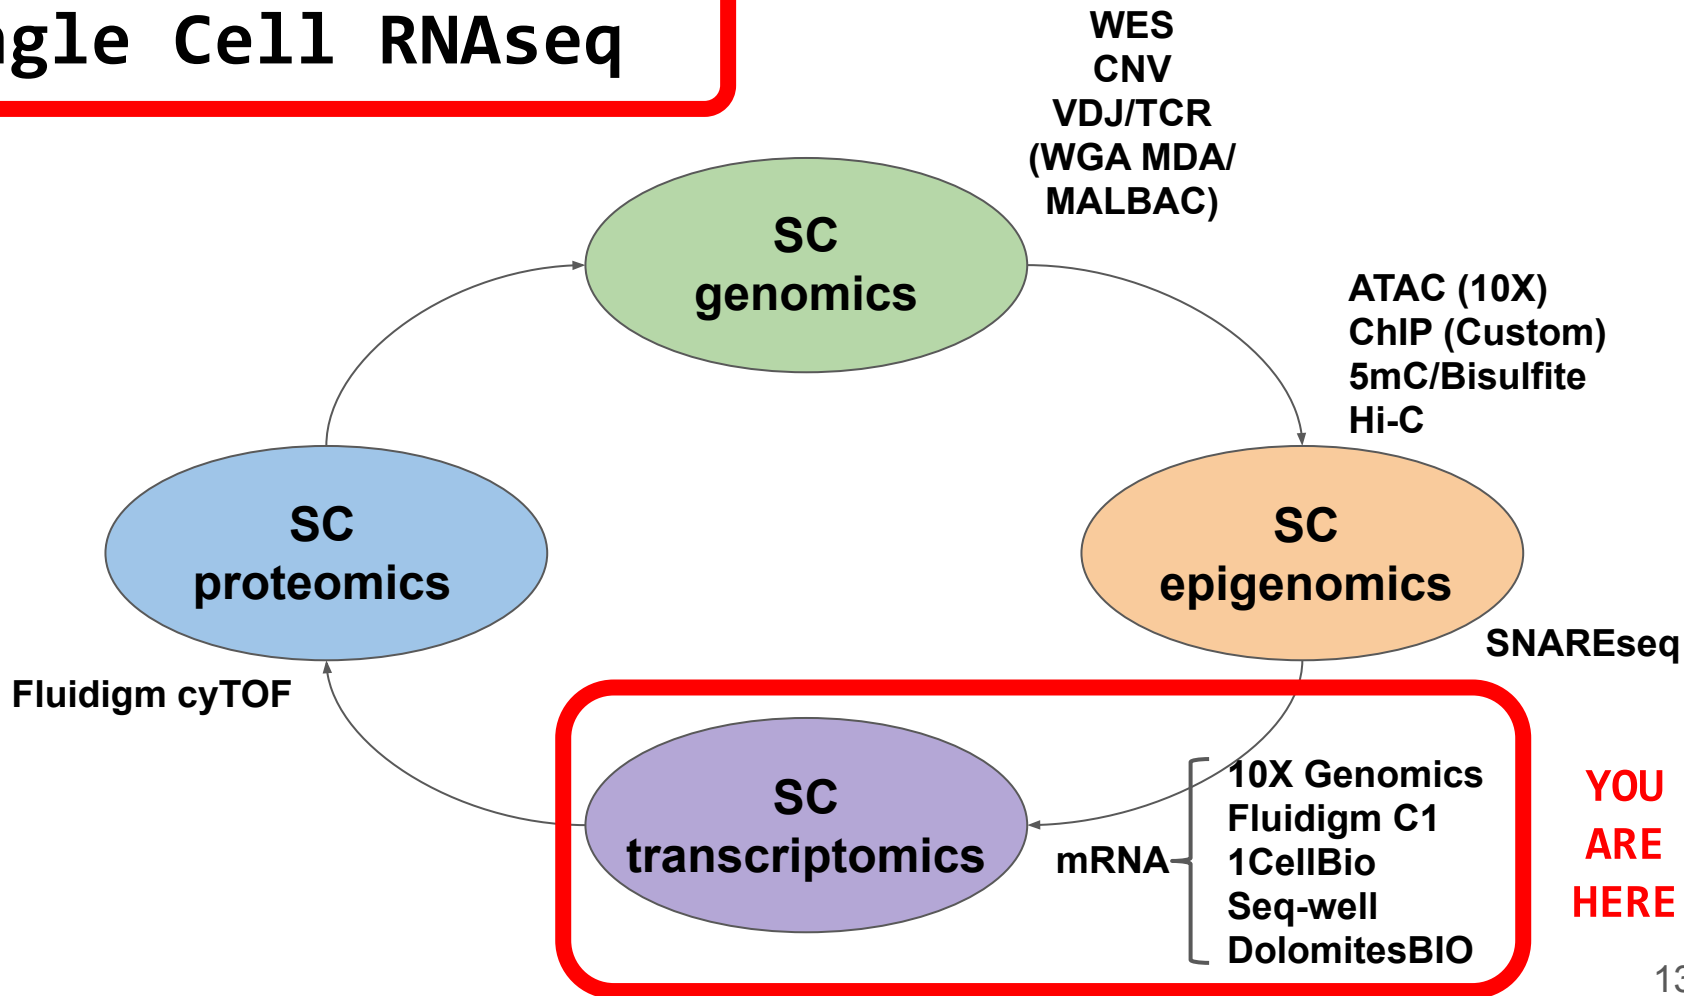 ngle Cell RNAseq
WES
CNV
VDJ/TCR
(WGA MDA/
MALBAC)
SC
genomics
ATAC (10X)
ChIP (Custom)
5mC/Bisulfite
Hi-C
SC
proteomics
SC
epigenomics
SNAREseq
Fluidigm cyTOF
SC
transcriptomics
mRNA
10X Genomics
Fluidigm C1
1CellBio
Seq-well
DolomitesBIO
YOU
ARE
HERE
13